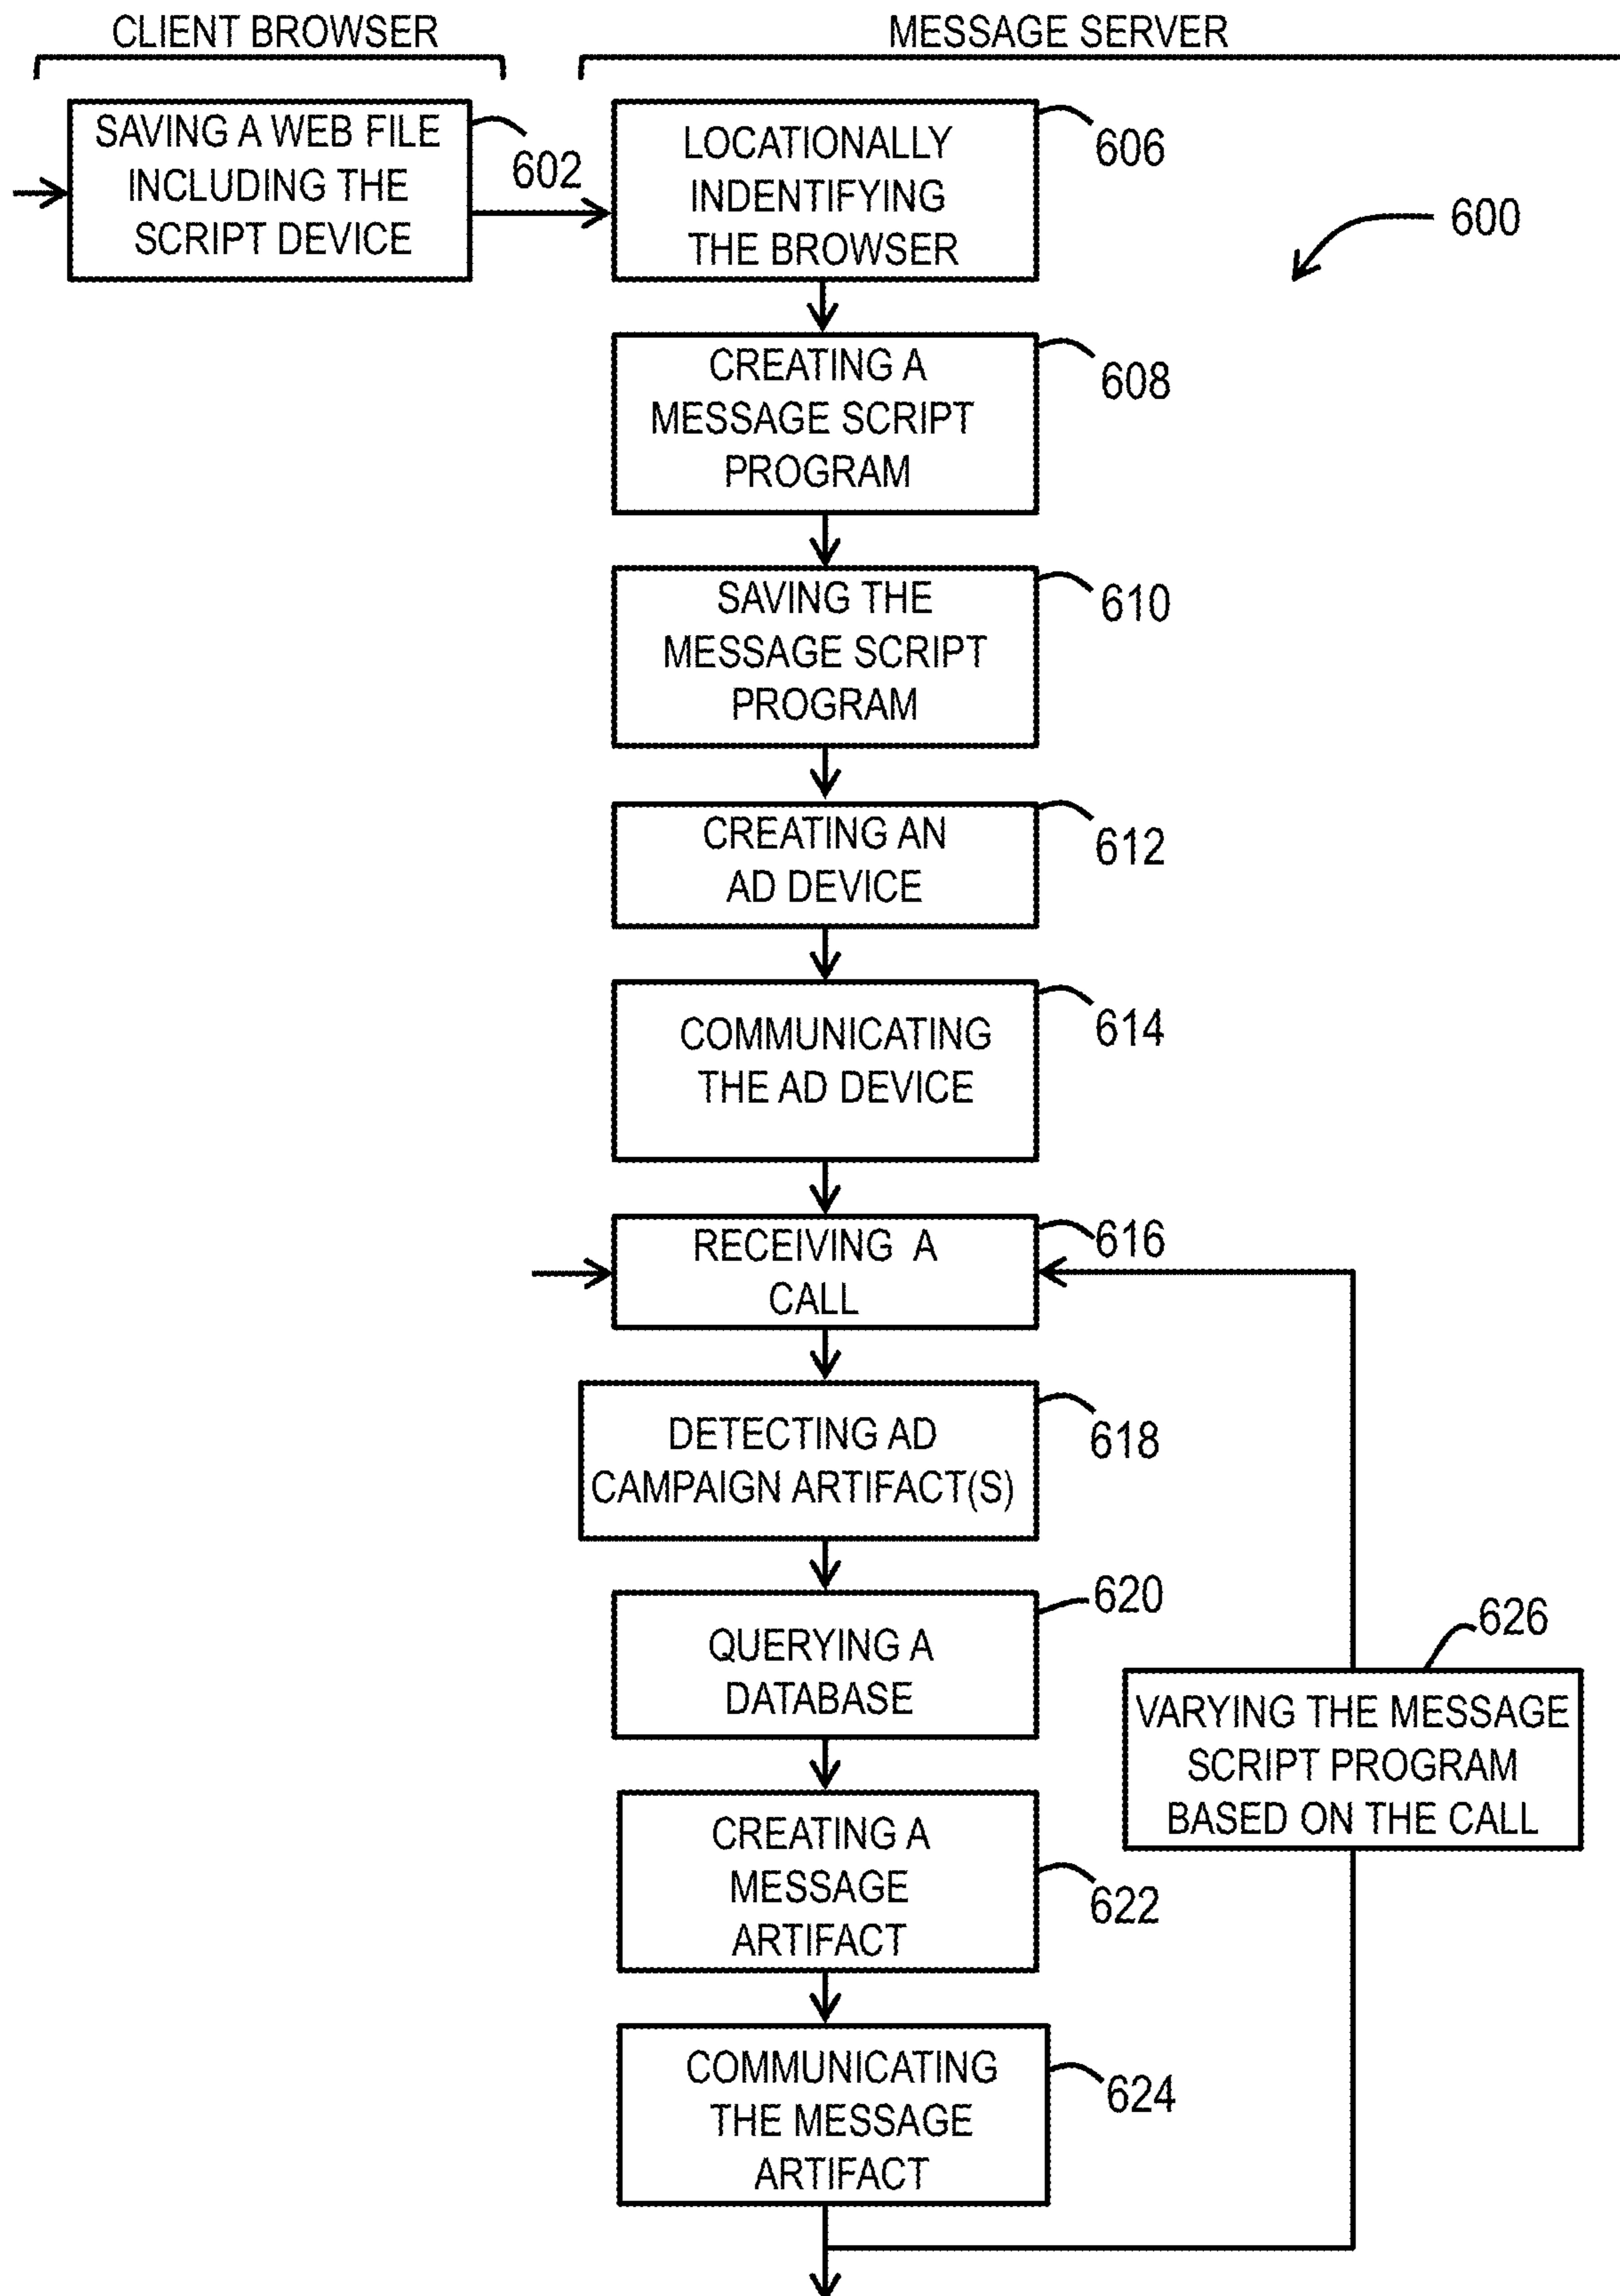 CLIENT BROWSER
MESSAGE SERVER
SAVING A WEB FILE
INCLUDING THE
SCRIPT DEVICE
602
LOCATIONALLY
INDENTIFYING
THE BROWSER
606
600
CREATING A
MESSAGE SCRIPT
PROGRAM
608
SAVING THE
MESSAGE SCRIPT
PROGRAM
610
CREATING AN
AD DEVICE
612
COMMUNICATING
THE AD DEVICE
614
RECEIVING A
CALL
616
DETECTING AD
CAMPAIGN ARTIFACT(S)
618
QUERYING A
DATABASE
620
VARYING THE MESSAGE
SCRIPT PROGRAM
BASED ON THE CALL
626
CREATING A
MESSAGE
ARTIFACT
622
COMMUNICATING
THE MESSAGE
ARTIFACT
624